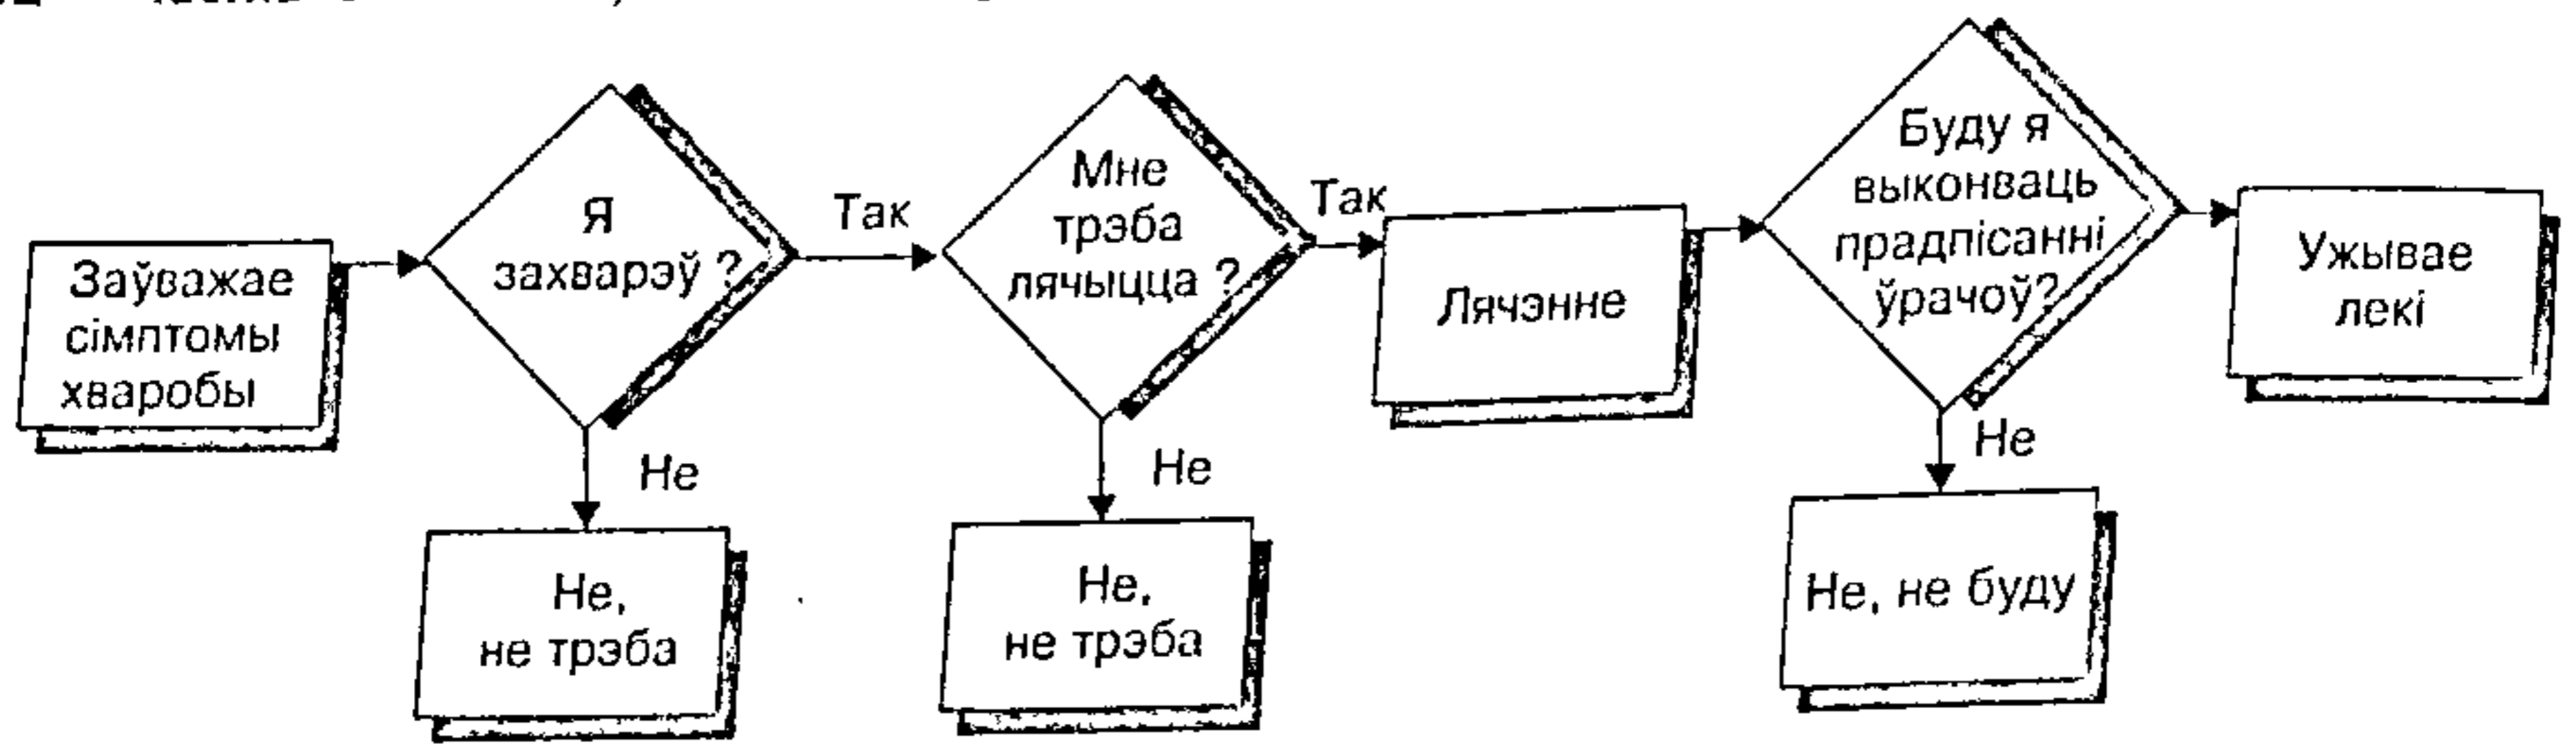 Заўважае
сімптомы
хваробы
Я
захварэў ?
Так
Не
Не,
не трэба
Мне
трэба
лячыцца ?
Так
Не
Не,
не трэба
Лячэнне
Буду я
выконваць
прадпісанні
ўрачоў?
Не
Не, не буду
Ужывае
лекі